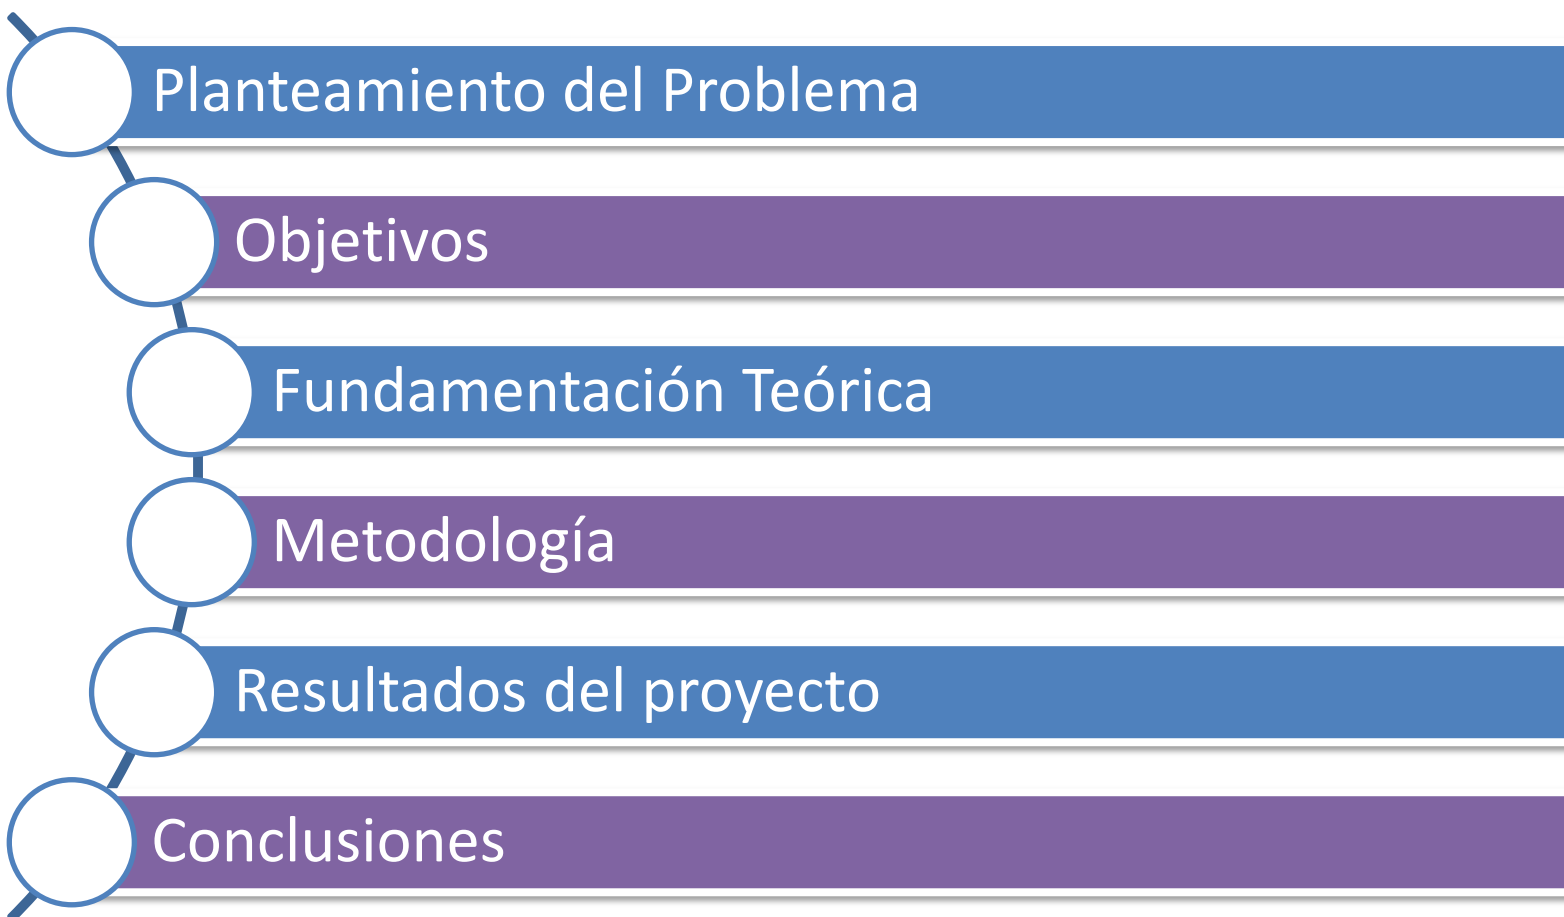 Planteamiento del Problema
Objetivos
Fundamentación Teórica
Metodología
Resultados del proyecto
Conclusiones